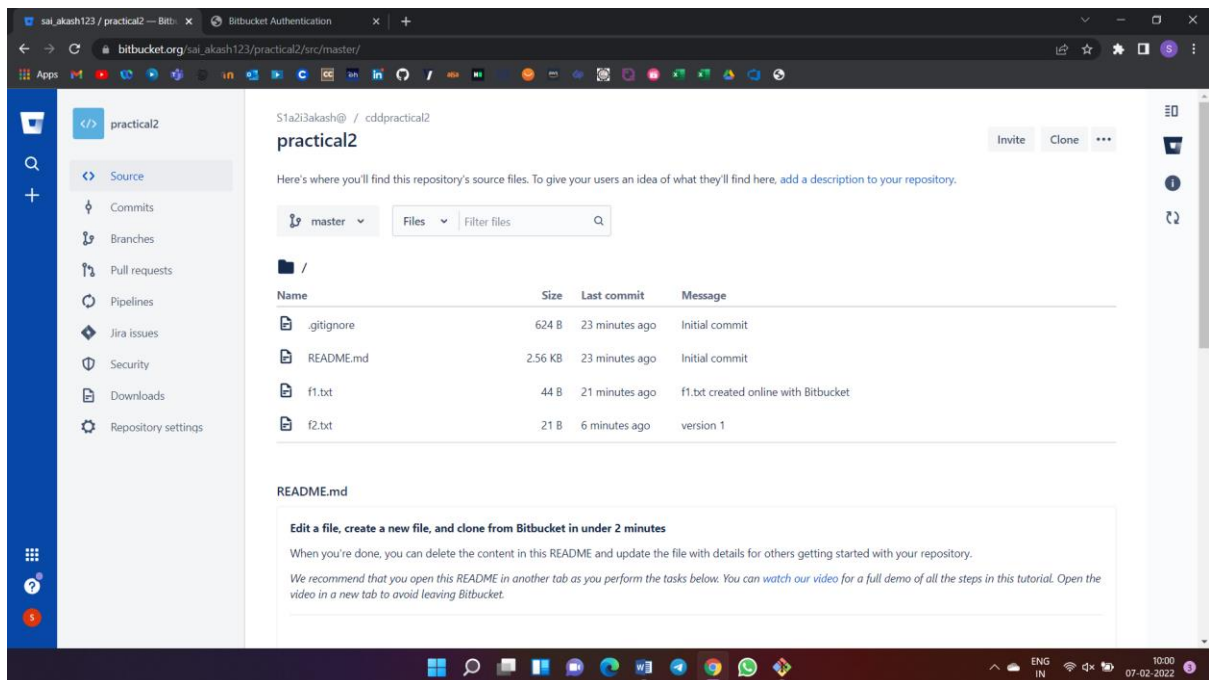 sai_akash123 / practical2 — Bitb
Bitbucket Authentication
bitbucket.org/sai_akash123/practical2/src/master/
S
Apps
practical2
Source
Commits
Branches
Pull requests
Pipelines
Jira issues
Security
Downloads
Repository settings
S
S1a2i3akash@ / cddpractical2
practical2
Invite Clone
Here's where you'll find this repository's source files. To give your users an idea of what they'll find here, add a description to your repository.
master Files Filter files
/
Name Size Last commit Message
.gitignore 624 B 23 minutes ago Initial commit
README.md 2.56 KB 23 minutes ago Initial commit
f1.txt 44 B 21 minutes ago f1.txt created online with Bitbucket
f2.txt 21 B 6 minutes ago version 1
README.md
Edit a file, create a new file, and clone from Bitbucket in under 2 minutes
When you're done, you can delete the content in this README and update the file with details for others getting started with your repository.
We recommend that you open this README in another tab as you perform the tasks below. You can watch our video for a full demo of all the steps in this tutorial. Open the
video in a new tab to avoid leaving Bitbucket.
ENG 10:00
IN 07-02-2022 3